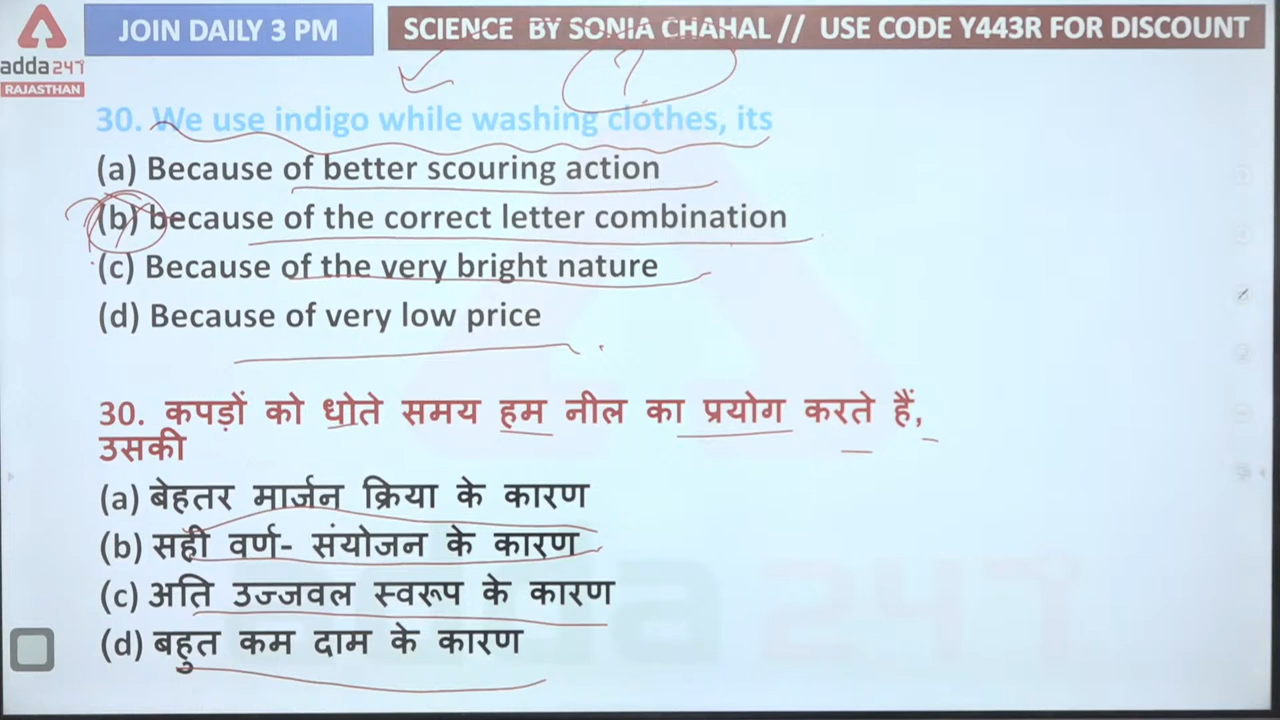 JOIN DAILY 3 PM
SCIENCE BY SONIA CHAHAL // USE CODE Y443R FOR DISCOUNT
adda247
RAJASTHAN
?
30. We use indigo while washing clothes, its
(a) Because of better scouring action
(b) because of the correct letter combination
(c) Because of the very bright nature
(d) Because of very low price
30. कपड़ों को धोते समय हम नील का प्रयोग करते हैं,
उसकी
(a) बेहतर मार्जन क्रिया के कारण
(b) सही वर्ण- संयोजन के कारण
(c) अति उज्जवल स्वरूप के कारण
(d) बहुत कम दाम के कारण
adda247